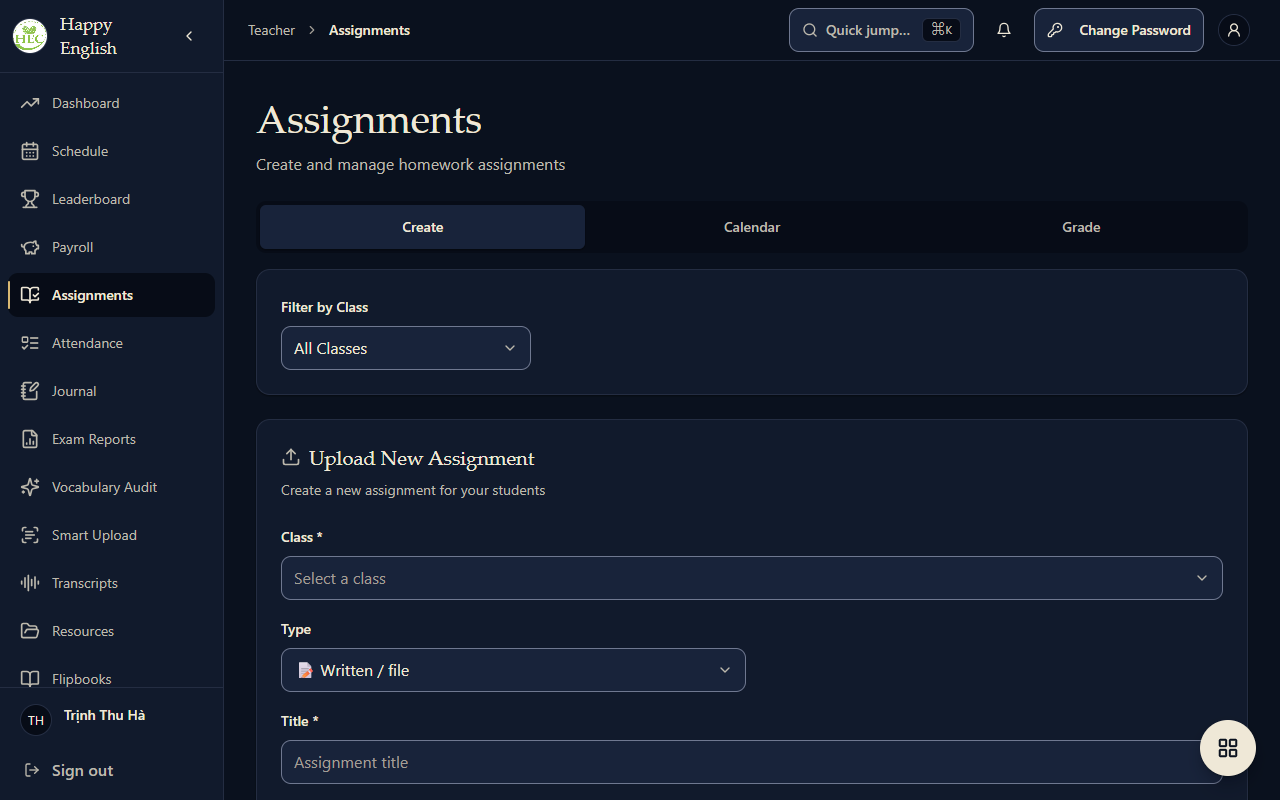 HEC
Happy
English
Dashboard
Schedule
Leaderboard
Payroll
Assignments
Attendance
Journal
Exam Reports
Vocabulary Audit
Smart Upload
Transcripts
Resources
Flipbooks
TH
Trịnh Thu Hà
Sign out
Teacher
Assignments
Quick jump...
⌘K
Change Password
Assignments
Create and manage homework assignments
Create
Calendar
Grade
Filter by Class
All Classes
Upload New Assignment
Create a new assignment for your students
Class *
Select a class
Type
Written / file
Title *
Assignment title